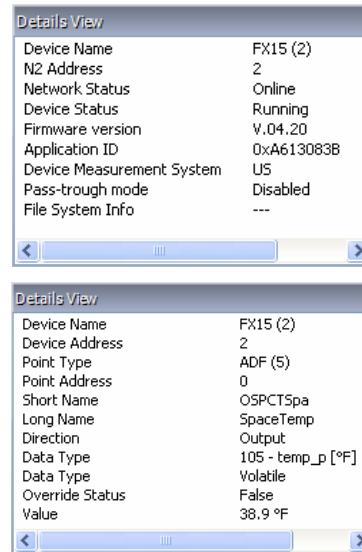 Details View
Device Name FX15 (2)
N2 Address 2
Network Status Online
Device Status Running
Firmware version V.04.20
Application ID 0xA613083B
Device Measurement System US
Pass-trough mode Disabled
File System Info ---
Details View
Device Name FX15 (2)
Device Address 2
Point Type ADF (5)
Point Address 0
Short Name OSPCTSpa
Long Name SpaceTemp
Direction Output
Data Type 105 - temp_p [°F]
Data Type Volatile
Override Status False
Value 38.9 °F